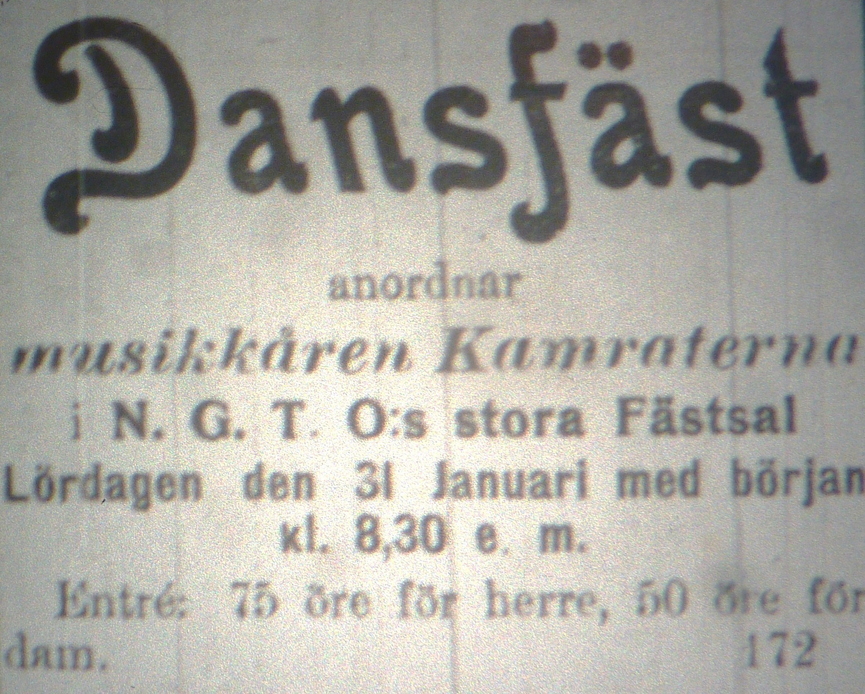 Dansfäst
anordnar
musikkåren Kamraterna
i N. G. T. O:s stora Fästsal
Lördagen den 31 Januari med början
kl. 8,30 e. m.
Entré: 75 öre för herre, 50 öre för
dam. 172